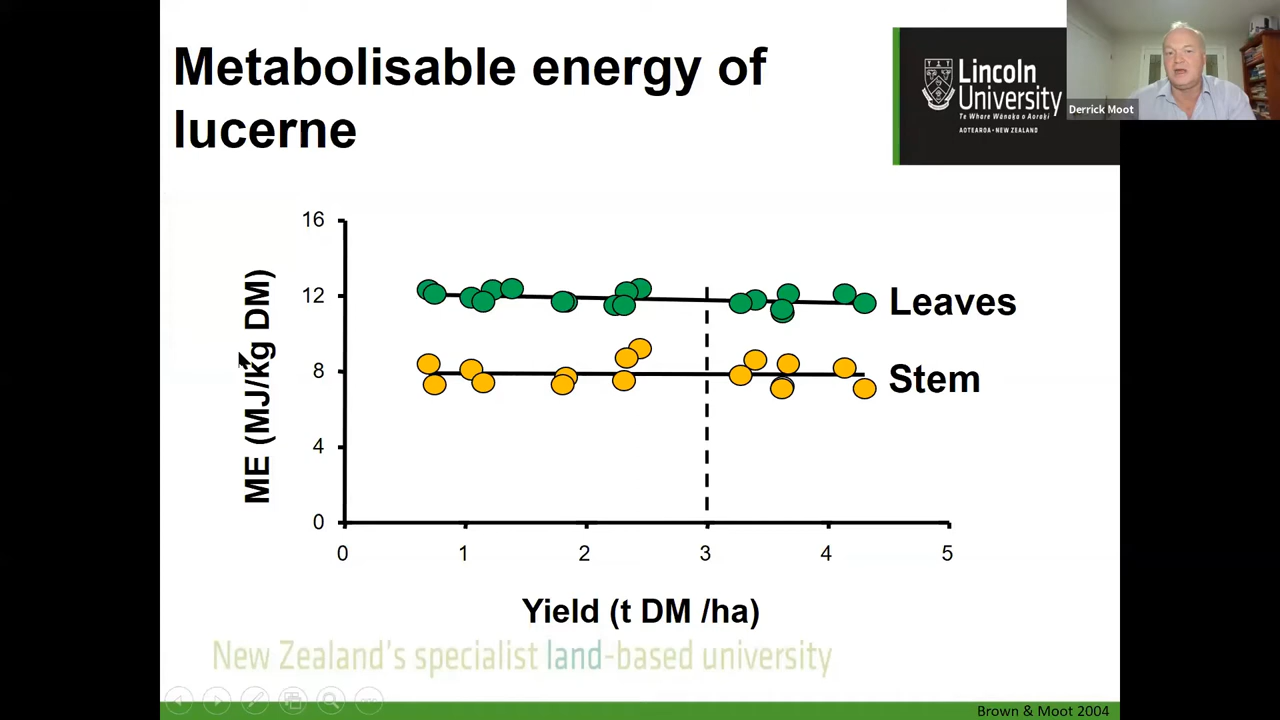 Metabolisable energy of
lucerne
Lincoln
University
Te Whare Wānaka o Aoraki
AOTEAROA • NEW ZEALAND
Derrick Moot
16
12
8
4
0
ME (MJ/kg DM)
Leaves
Stem
0 1 2 3 4 5
Yield (t DM /ha)
New Zealand's specialist land-based university
Brown & Moot 2004